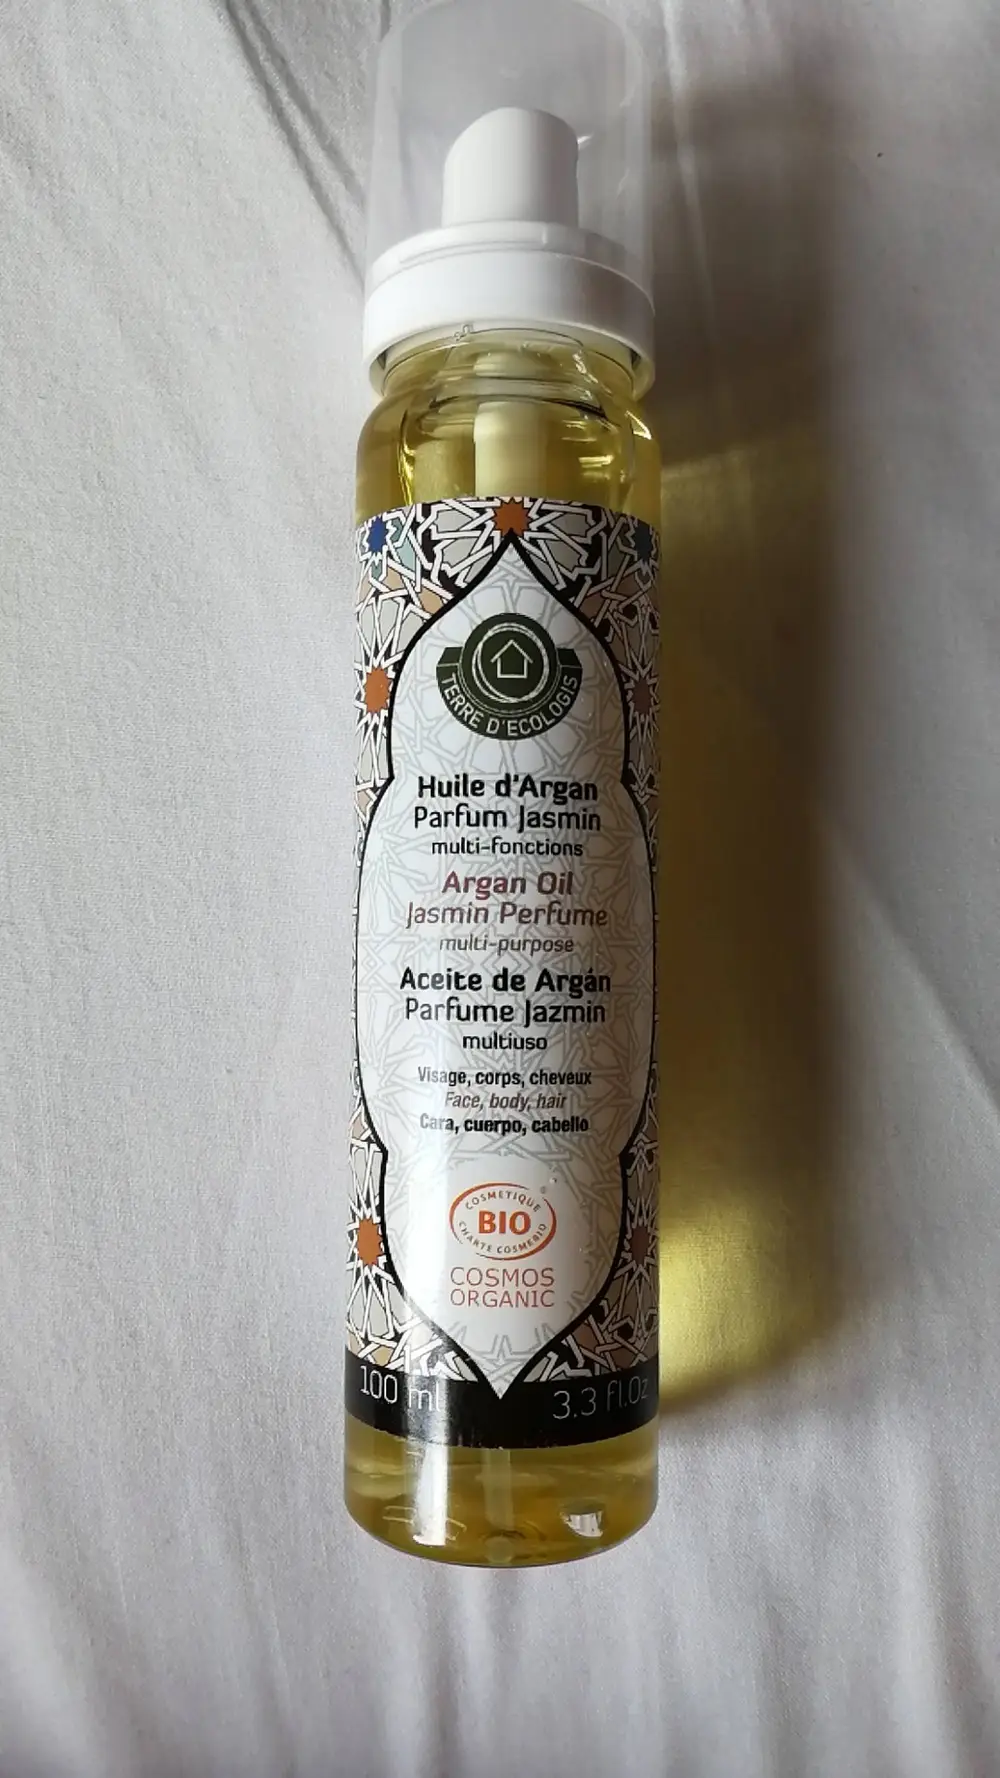 TERRE D'ECOLOGIS
Huile d'Argan
Parfum Jasmin
multi-fonctions
Argan Oil
Jasmin Perfume
multi-purpose
Aceite de Argán
Parfume Jazmin
multiuso
Visage, corps, cheveux
Face, body, hair
Cara, cuerpo, cabello
COSMETIQUE
®
BIO
CHARTE COSMEBIO
COSMOS
ORGANIC
100 ml
3.3 fl.Oz